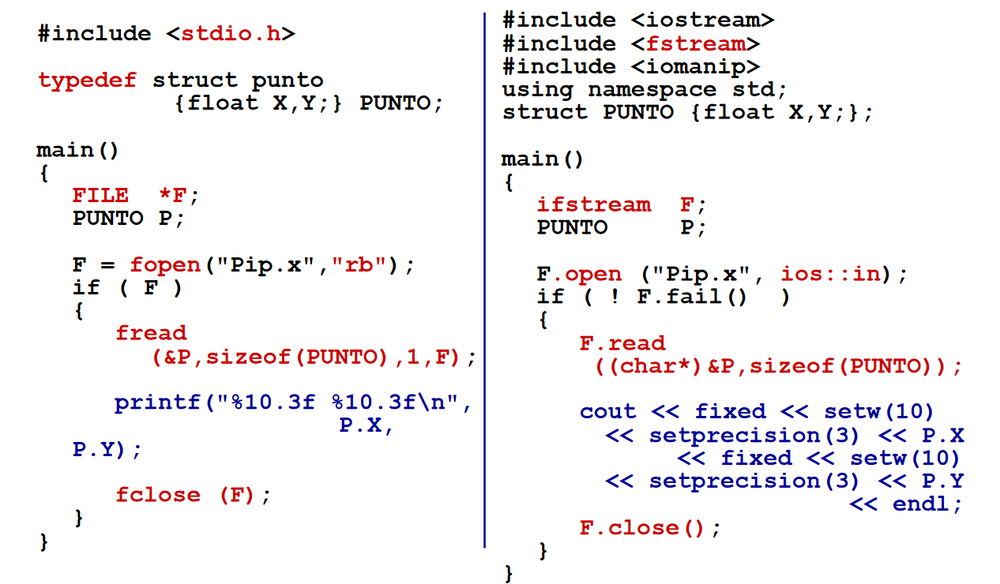 #include <stdio.h>
typedef struct punto
{float X,Y;} PUNTO;
main()
{
FILE *F;
PUNTO P;
F = fopen("Pip.x","rb");
if ( F )
{
fread
(&P,sizeof(PUNTO),1,F);
printf("%10.3f %10.3f\n",
P.X,
P.Y);
fclose (F);
}
}
#include <iostream>
#include <fstream>
#include <iomanip>
using namespace std;
struct PUNTO {float X,Y;};
main()
{
ifstream F;
PUNTO P;
F.open ("Pip.x", ios::in);
if ( ! F.fail() )
{
F.read
((char*)&P,sizeof(PUNTO));
cout << fixed << setw(10)
<< setprecision(3) << P.X
<< fixed << setw(10)
<< setprecision(3) << P.Y
<< endl;
F.close();
}
}